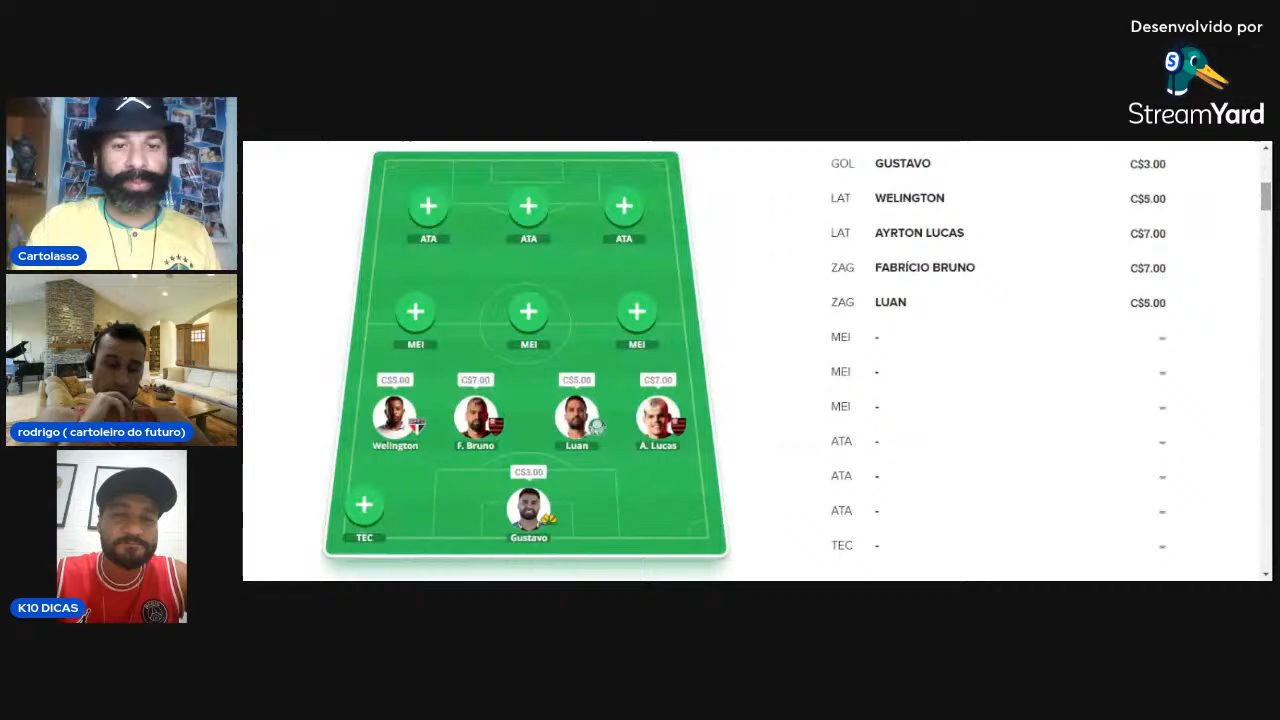 Desenvolvido por
StreamYard
Cartolasso
rodrigo ( cartoleiro do futuro)
K10 DICAS
ATA ATA ATA
MEI MEI MEI
C$5.00 C$7.00 C$5.00 C$7.00
Welington F. Bruno Luan A. Lucas
C$3.00
TEC Gustavo
GOL GUSTAVO C$3.00
LAT WELINGTON C$5.00
LAT AYRTON LUCAS C$7.00
ZAG FABRÍCIO BRUNO C$7.00
ZAG LUAN C$5.00
MEI - -
MEI - -
MEI - -
ATA - -
ATA - -
ATA - -
TEC - -